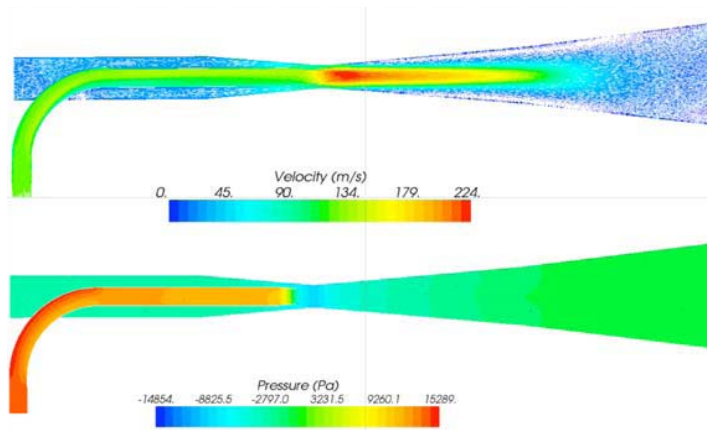 Velocity (m/s)
0. 45. 90. 134. 179. 224.
Pressure (Pa)
-14854. -8825.5 -2797.0 3231.5 9260.1 15289.